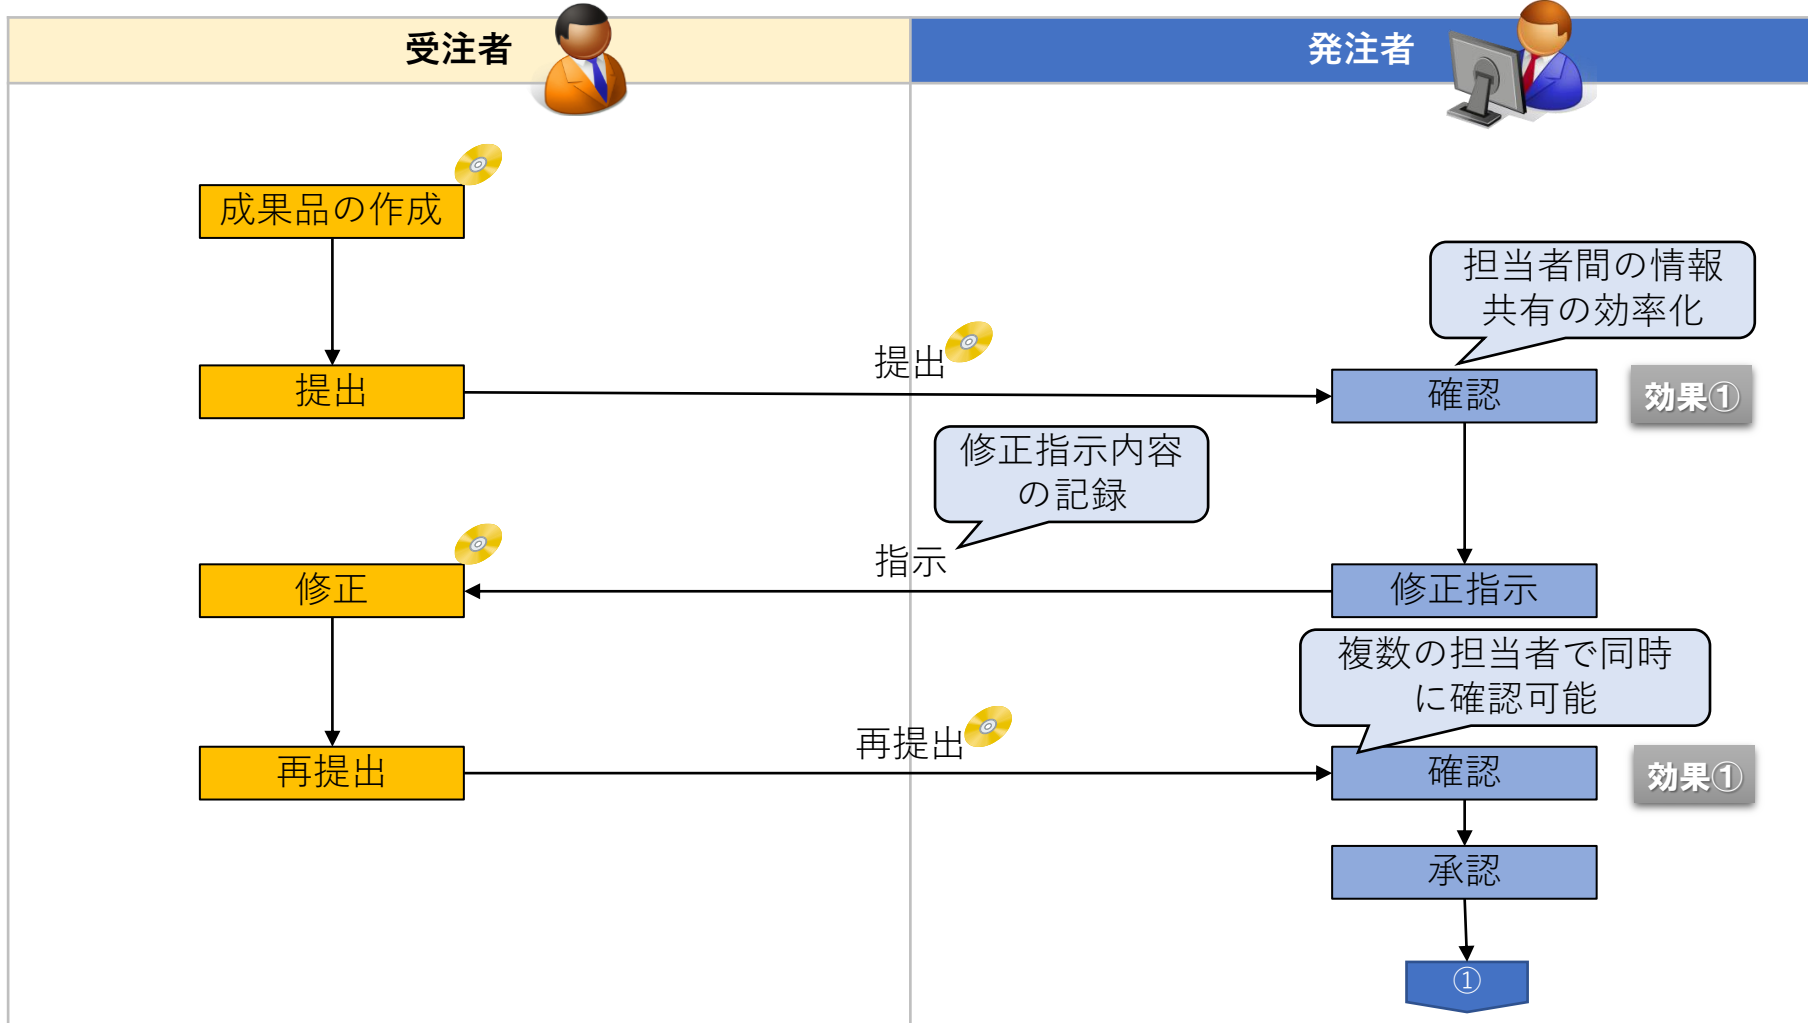 受注者
発注者
成果品の作成
担当者間の情報
共有の効率化
提出
提出
確認
効果①
修正指示内容
の記録
指示
修正
修正指示
複数の担当者で同時
に確認可能
再提出
再提出
確認
効果①
承認
①